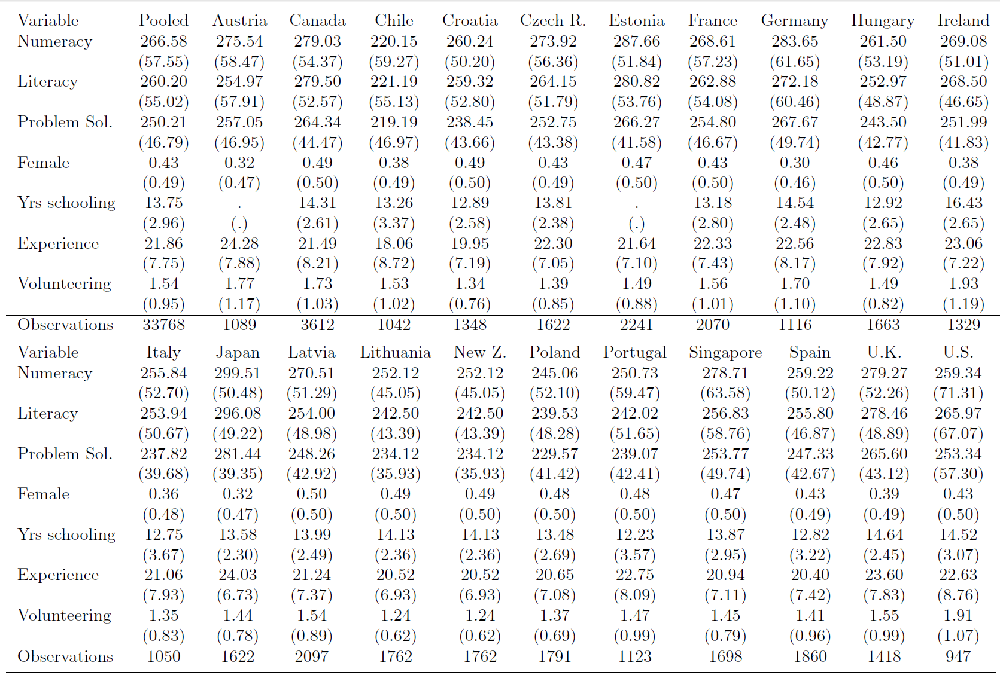 Variable Pooled Austria Canada Chile Croatia Czech R. Estonia France Germany Hungary Ireland
Numeracy 266.58 275.54 279.03 220.15 260.24 273.92 287.66 268.61 283.65 261.50 269.08
(57.55) (58.47) (54.37) (59.27) (50.20) (56.36) (51.84) (57.23) (61.65) (53.19) (51.01)
Literacy 260.20 254.97 279.50 221.19 259.32 264.15 280.82 262.88 272.18 252.97 268.50
(55.02) (57.91) (52.57) (55.13) (52.80) (51.79) (53.76) (54.08) (60.46) (48.87) (46.65)
Problem Sol. 250.21 257.05 264.34 219.19 238.45 252.75 266.27 254.80 267.67 243.50 251.99
(46.79) (46.95) (44.47) (46.97) (43.66) (43.38) (41.58) (46.67) (49.74) (42.77) (41.83)
Female 0.43 0.32 0.49 0.38 0.49 0.43 0.47 0.43 0.30 0.46 0.38
(0.49) (0.47) (0.50) (0.49) (0.50) (0.49) (0.50) (0.50) (0.46) (0.50) (0.49)
Yrs schooling 13.75 . 14.31 13.26 12.89 13.81 . 13.18 14.54 12.92 16.43
(2.96) (.) (2.61) (3.37) (2.58) (2.38) (.) (2.80) (2.48) (2.65) (2.65)
Experience 21.86 24.28 21.49 18.06 19.95 22.30 21.64 22.33 22.56 22.83 23.06
(7.75) (7.88) (8.21) (8.72) (7.19) (7.05) (7.10) (7.43) (8.17) (7.92) (7.22)
Volunteering 1.54 1.77 1.73 1.53 1.34 1.39 1.49 1.56 1.70 1.49 1.93
(0.95) (1.17) (1.03) (1.02) (0.76) (0.85) (0.88) (1.01) (1.10) (0.82) (1.19)
Observations 33768 1089 3612 1042 1348 1622 2241 2070 1116 1663 1329
Variable Italy Japan Latvia Lithuania New Z. Poland Portugal Singapore Spain U.K. U.S.
Numeracy 255.84 299.51 270.51 252.12 252.12 245.06 250.73 278.71 259.22 279.27 259.34
(52.70) (50.48) (51.29) (45.05) (45.05) (52.10) (59.47) (63.58) (50.12) (52.26) (71.31)
Literacy 253.94 296.08 254.00 242.50 242.50 239.53 242.02 256.83 255.80 278.46 265.97
(50.67) (49.22) (48.98) (43.39) (43.39) (48.28) (51.65) (58.76) (46.87) (48.89) (67.07)
Problem Sol. 237.82 281.44 248.26 234.12 234.12 229.57 239.07 253.77 247.33 265.60 253.34
(39.68) (39.35) (42.92) (35.93) (35.93) (41.42) (42.41) (49.74) (42.67) (43.12) (57.30)
Female 0.36 0.32 0.50 0.49 0.49 0.48 0.48 0.47 0.43 0.39 0.43
(0.48) (0.47) (0.50) (0.50) (0.50) (0.50) (0.50) (0.50) (0.49) (0.49) (0.50)
Yrs schooling 12.75 13.58 13.99 14.13 14.13 13.48 12.23 13.87 12.82 14.64 14.52
(3.67) (2.30) (2.49) (2.36) (2.36) (2.69) (3.57) (2.95) (3.22) (2.45) (3.07)
Experience 21.06 24.03 21.24 20.52 20.52 20.65 22.75 20.94 20.40 23.60 22.63
(7.93) (6.73) (7.37) (6.93) (6.93) (7.08) (8.09) (7.11) (7.42) (7.83) (8.76)
Volunteering 1.35 1.44 1.54 1.24 1.24 1.37 1.47 1.45 1.41 1.55 1.91
(0.83) (0.78) (0.89) (0.62) (0.62) (0.69) (0.99) (0.79) (0.96) (0.99) (1.07)
Observations 1050 1622 2097 1762 1762 1791 1123 1698 1860 1418 947